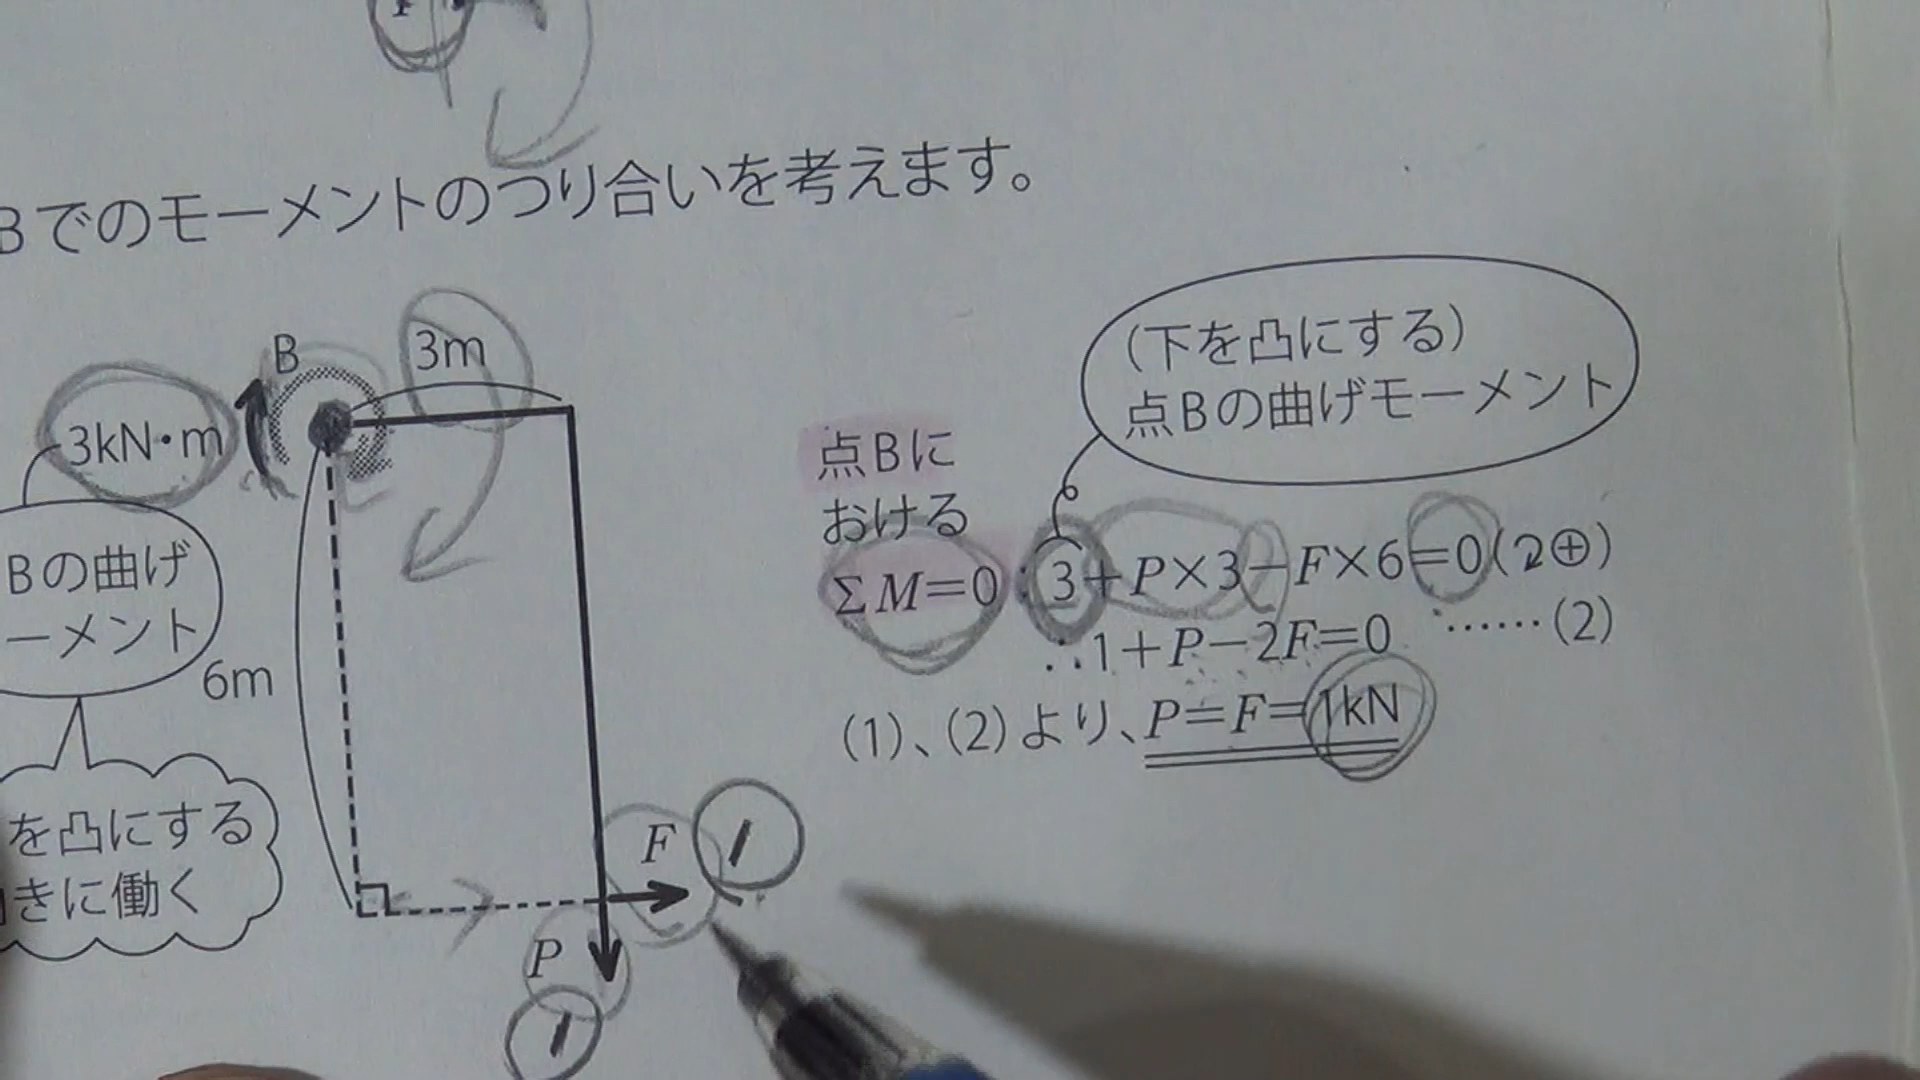 Bでのモーメントのつり合いを考えます。
B
3m
3kN・m
Bの曲げ
ーメント
6m
を凸にする
きに働く
F
1
P
1
(下を凸にする)
点Bの曲げモーメント
点Bに
おける
ΣM=0:3+P×3−F×6=0(⊕)
∴1+P−2F=0 ……(2)
(1)、(2)より、P=F=1kN